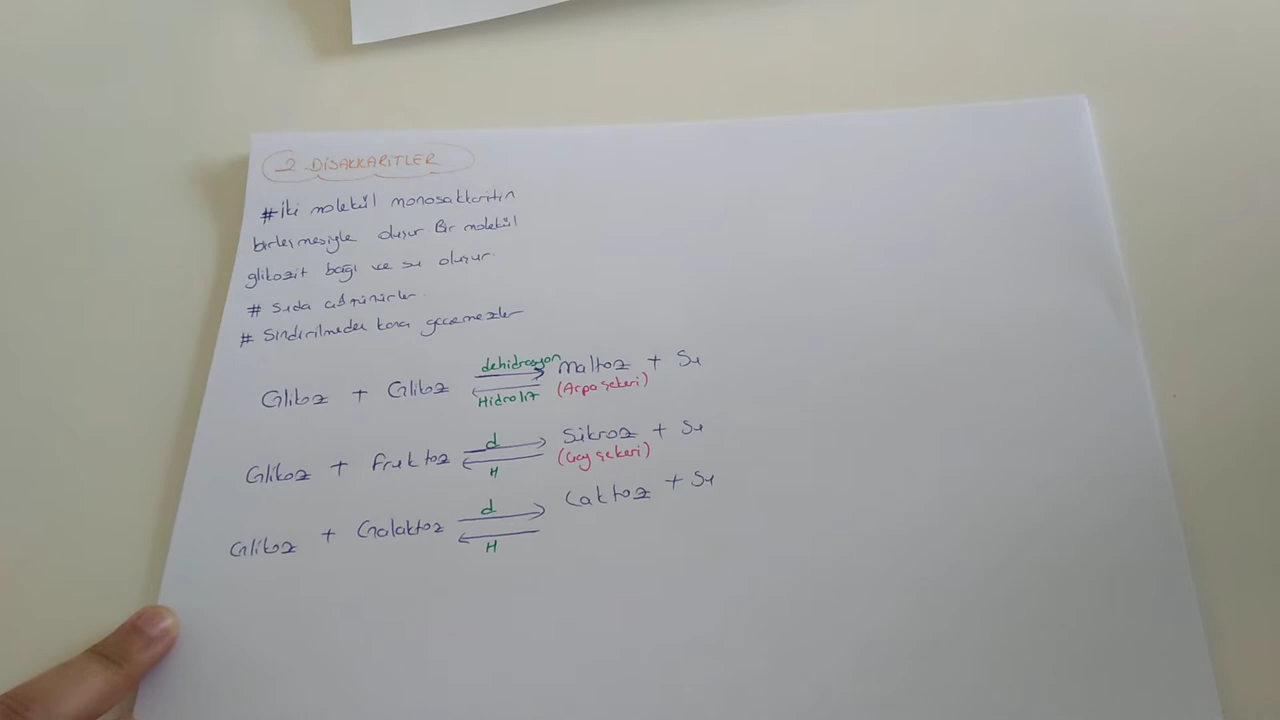 2 DİSAKKARİTLER
# İki molekül monosakkaritin
birleşmesiyle oluşur. Bir molekül
glikozit bağı ve su oluşur.
# Suda çözünürler.
# Sindirilmeden kana geçemezler
Glikoz + Glikoz dehidrasyon Hidroliz Maltoz + Su
(Arpa şekeri)
Glikoz + Fruktoz d H Sükroz + Su
(Çay şekeri)
Glikoz + Galaktoz d H Laktoz + Su